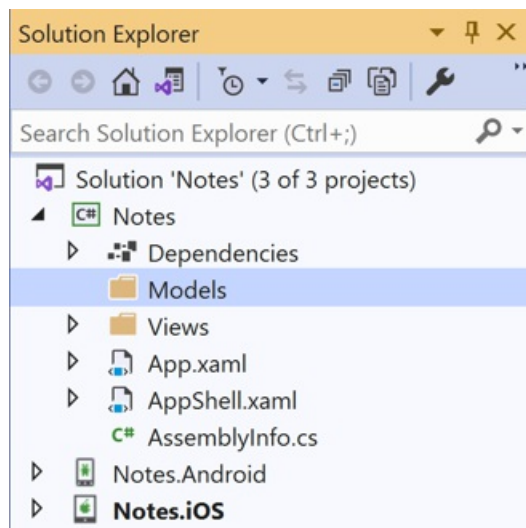 Solution Explorer
Search Solution Explorer (Ctrl+;)
Solution 'Notes' (3 of 3 projects)
C# Notes
Dependencies
Models
Views
App.xaml
AppShell.xaml
C# AssemblyInfo.cs
Notes.Android
Notes.iOS